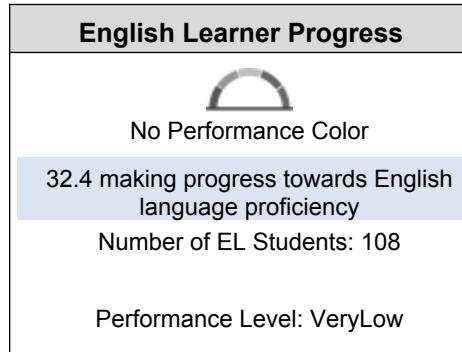 English Learner Progress
No Performance Color
32.4 making progress towards English
language proficiency
Number of EL Students: 108
Performance Level: VeryLow